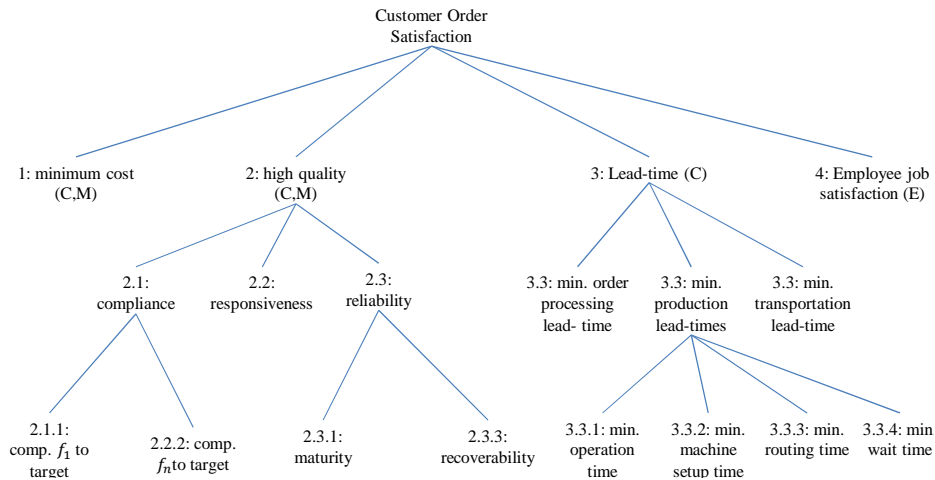 Customer Order
Satisfaction
1: minimum cost
(C,M)
2: high quality
(C,M)
3: Lead-time (C)
4: Employee job
satisfaction (E)
2.1:
compliance
2.2:
responsiveness
2.3:
reliability
3.3: min. order
processing
lead- time
3.3: min.
production
lead-times
3.3: min.
transportation
lead-time
2.1.1:
comp. f₁ to
target
2.2.2: comp.
fₙto target
2.3.1:
maturity
2.3.3:
recoverability
3.3.1: min.
operation
time
3.3.2: min.
machine
setup time
3.3.3: min.
routing time
3.3.4: min
wait time